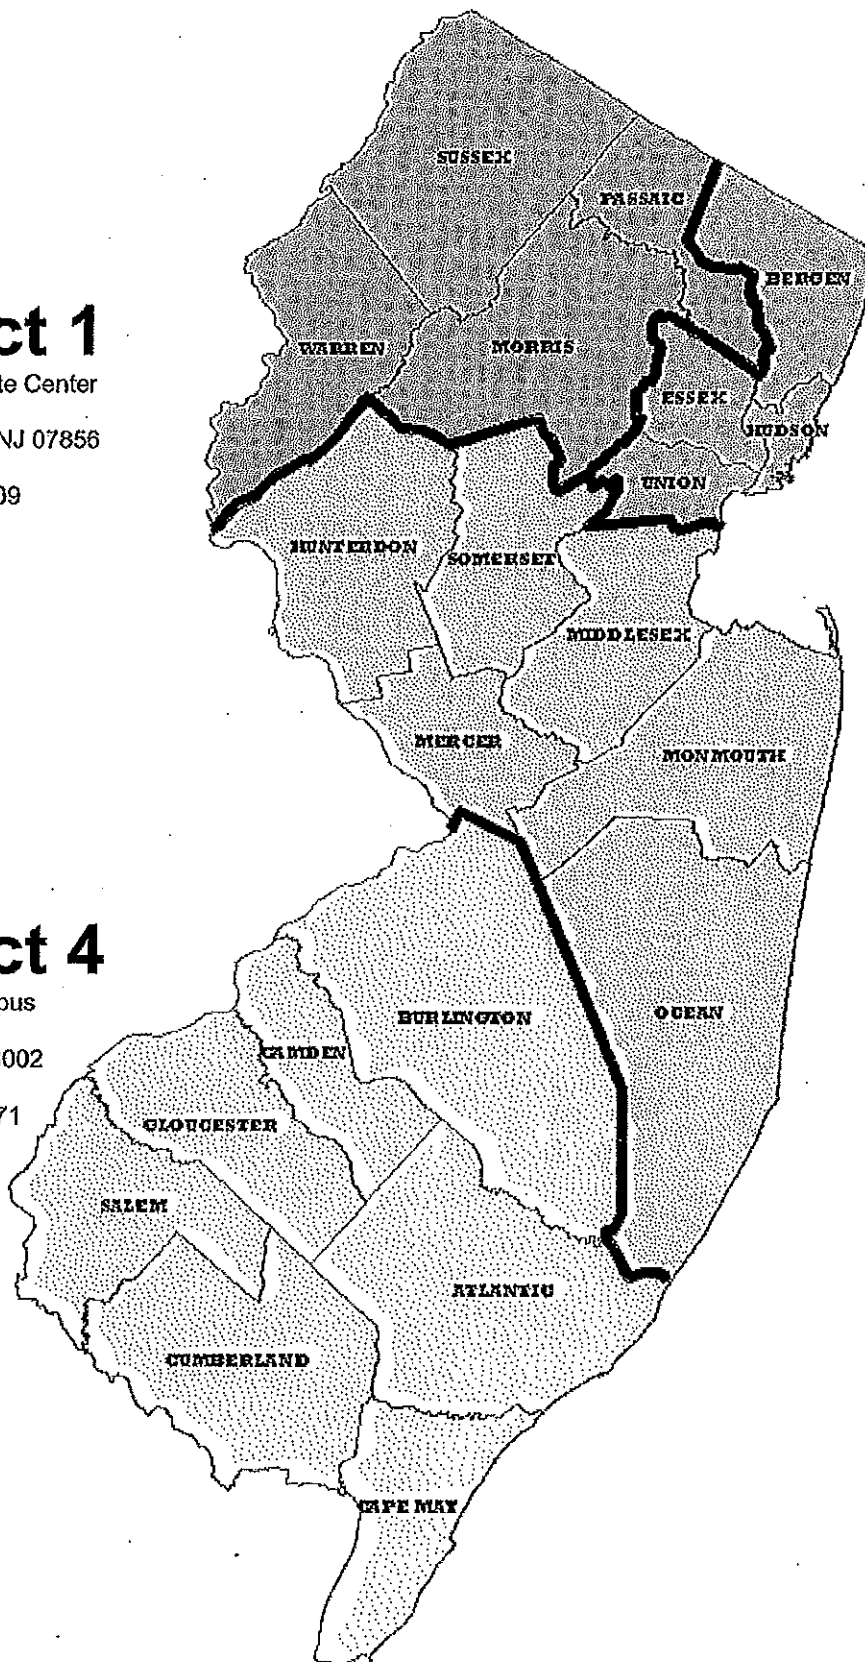 SUSSEX
PASSAIC
BERGEN
ct 1
WARREN
MORRIS
te Center
ESSEX
HUDSON
NJ 07856
UNION
09
HUNTERDON
SOMERSET
MIDDLESEX
MERCER
MONMOUTH
ct 4
OCEAN
BURLINGTON
CAMDEN
bus
002
71
GLOUCESTER
SALEM
ATLANTIC
CUMBERLAND
CAPE MAY